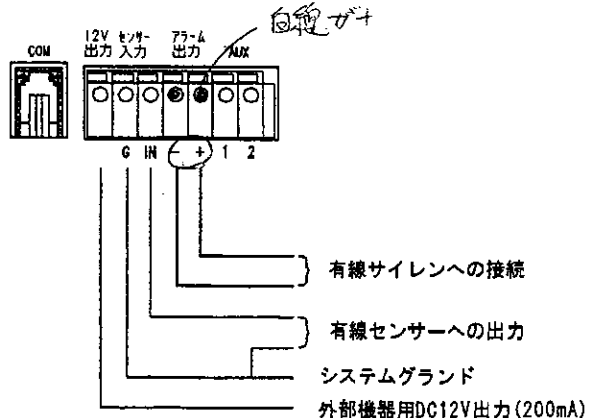 白線が+
COM
12V センサー アラーム
出力 入力 出力 AUX
G IN - + 1 2
有線サイレンへの接続
有線センサーへの出力
システムグランド
外部機器用DC12V出力(200mA)